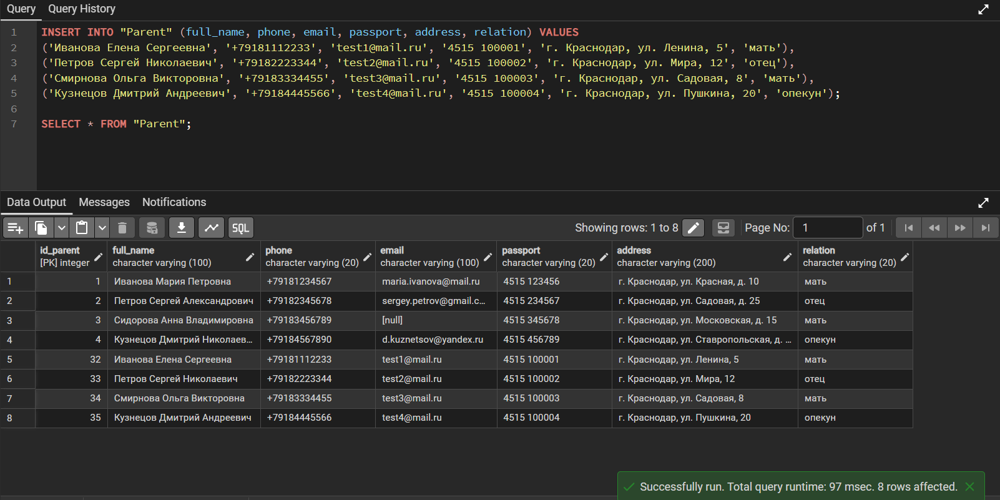 Query Query History
1 INSERT INTO "Parent" (full_name, phone, email, passport, address, relation) VALUES
2 ('Иванова Елена Сергеевна', '+79181112233', 'test1@mail.ru', '4515 100001', 'г. Краснодар, ул. Ленина, 5', 'мать'),
3 ('Петров Сергей Николаевич', '+79182223344', 'test2@mail.ru', '4515 100002', 'г. Краснодар, ул. Мира, 12', 'отец'),
4 ('Смирнова Ольга Викторовна', '+79183334455', 'test3@mail.ru', '4515 100003', 'г. Краснодар, ул. Садовая, 8', 'мать'),
5 ('Кузнецов Дмитрий Андреевич', '+79184445566', 'test4@mail.ru', '4515 100004', 'г. Краснодар, ул. Пушкина, 20', 'опекун');
6
7 SELECT * FROM "Parent";
Data Output Messages Notifications
SQL Showing rows: 1 to 8 Page No: 1 of 1
id_parent full_name phone email passport address relation
[PK] integer character varying (100) character varying (20) character varying (100) character varying (20) character varying (200) character varying (20)
1 1 Иванова Мария Петровна +79181234567 maria.ivanova@mail.ru 4515 123456 г. Краснодар, ул. Красная, д. 10 мать
2 2 Петров Сергей Александрович +79182345678 sergey.petrov@gmail.c... 4515 234567 г. Краснодар, ул. Садовая, д. 25 отец
3 3 Сидорова Анна Владимировна +79183456789 [null] 4515 345678 г. Краснодар, ул. Московская, д. 15 мать
4 4 Кузнецов Дмитрий Николаев... +79184567890 d.kuznetsov@yandex.ru 4515 456789 г. Краснодар, ул. Ставропольская, д. ... опекун
5 32 Иванова Елена Сергеевна +79181112233 test1@mail.ru 4515 100001 г. Краснодар, ул. Ленина, 5 мать
6 33 Петров Сергей Николаевич +79182223344 test2@mail.ru 4515 100002 г. Краснодар, ул. Мира, 12 отец
7 34 Смирнова Ольга Викторовна +79183334455 test3@mail.ru 4515 100003 г. Краснодар, ул. Садовая, 8 мать
8 35 Кузнецов Дмитрий Андреевич +79184445566 test4@mail.ru 4515 100004 г. Краснодар, ул. Пушкина, 20 опекун
Successfully run. Total query runtime: 97 msec. 8 rows affected.